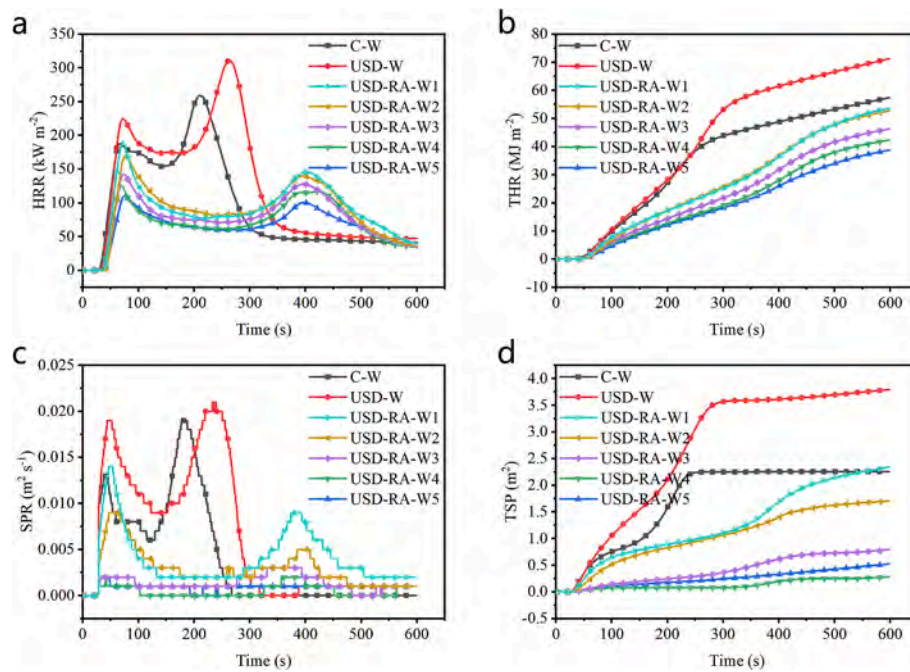 a
HRR (kW m⁻²)
350
300
250
200
150
100
50
0
C-W
USD-W
USD-RA-W1
USD-RA-W2
USD-RA-W3
USD-RA-W4
USD-RA-W5
0 100 200 300 400 500 600
Time (s)
b
THR (MJ m⁻²)
80
70
60
50
40
30
20
10
0
-10
C-W
USD-W
USD-RA-W1
USD-RA-W2
USD-RA-W3
USD-RA-W4
USD-RA-W5
0 100 200 300 400 500 600
Time (s)
c
SPR (m² s⁻¹)
0.025
0.020
0.015
0.010
0.005
0.000
C-W
USD-W
USD-RA-W1
USD-RA-W2
USD-RA-W3
USD-RA-W4
USD-RA-W5
0 100 200 300 400 500 600
Time (s)
d
TSP (m²)
4.0
3.5
3.0
2.5
2.0
1.5
1.0
0.5
0.0
-0.5
C-W
USD-W
USD-RA-W1
USD-RA-W2
USD-RA-W3
USD-RA-W4
USD-RA-W5
0 100 200 300 400 500 600
Time (s)